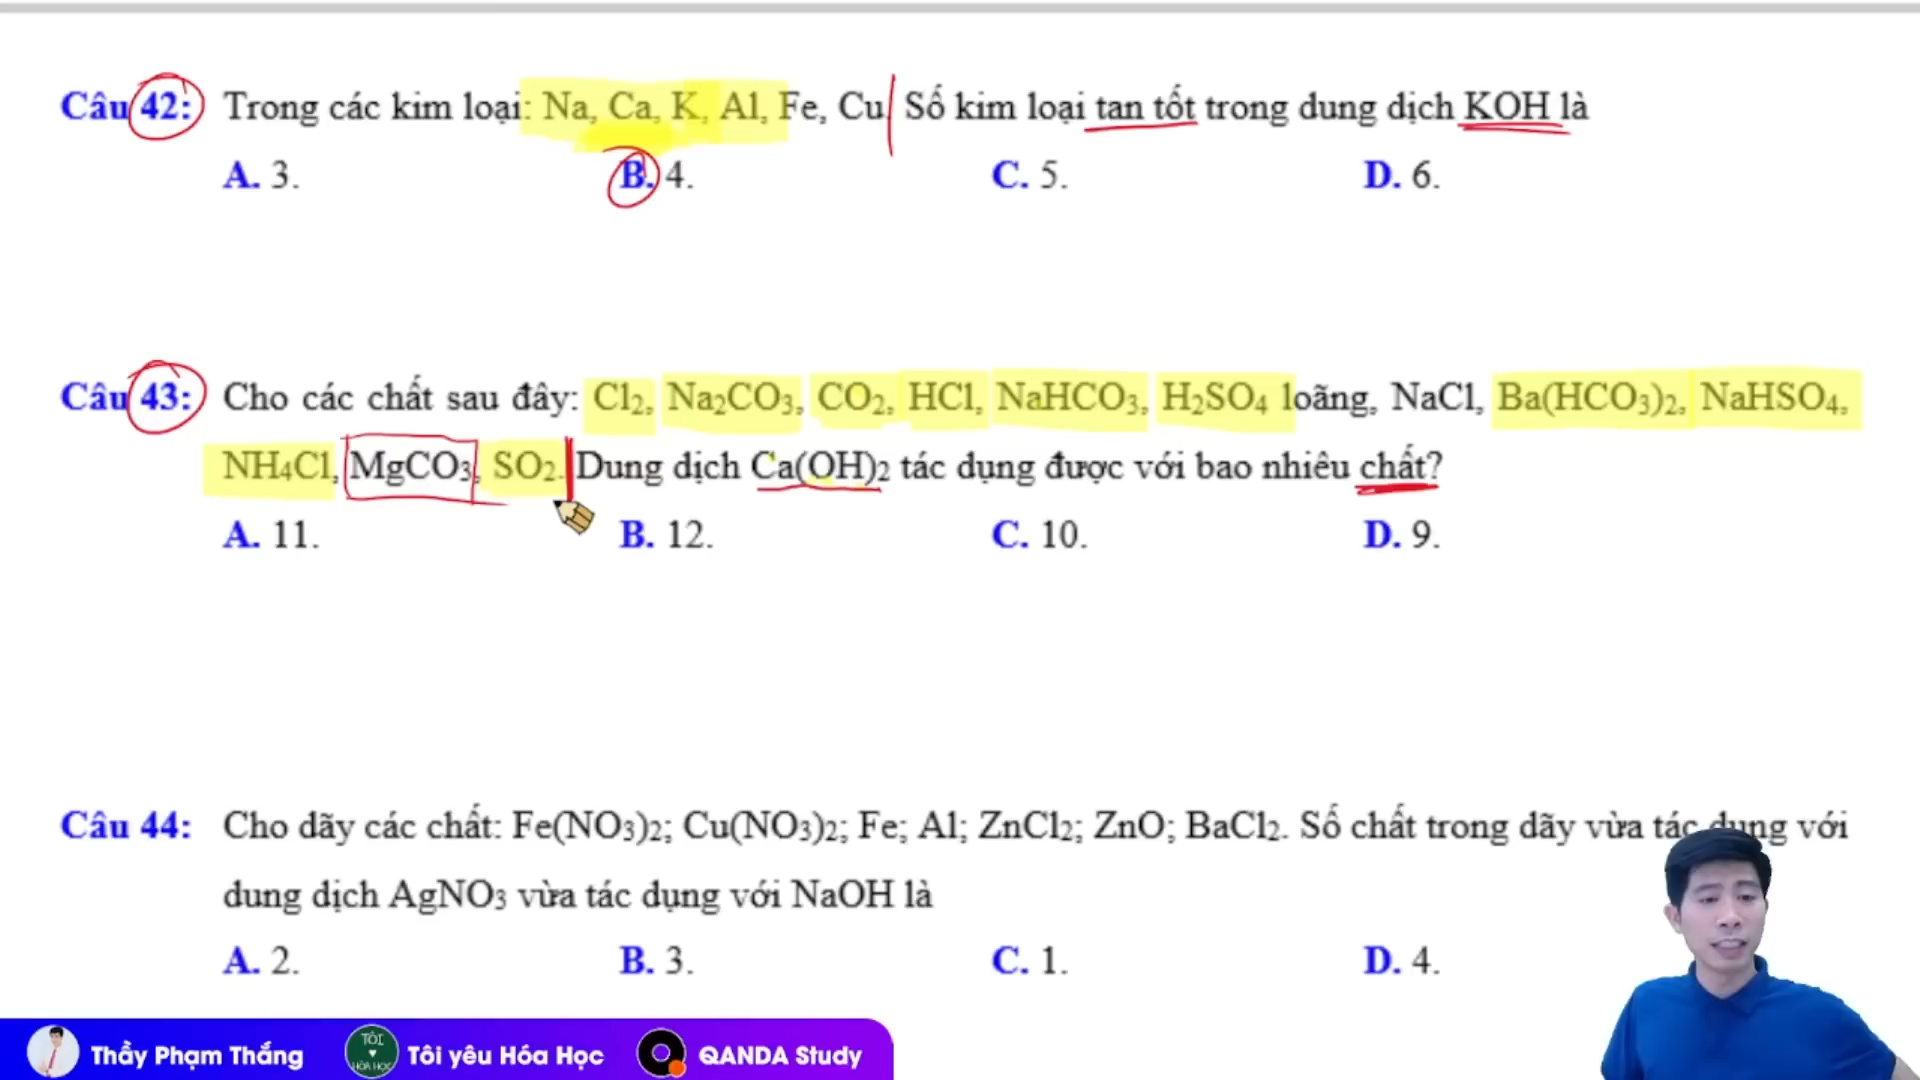 Câu 42: Trong các kim loại: Na, Ca, K, Al, Fe, Cu. Số kim loại tan tốt trong dung dịch KOH là
A. 3. B. 4. C. 5. D. 6.
Câu 43: Cho các chất sau đây: Cl2, Na2CO3, CO2, HCl, NaHCO3, H2SO4 loãng, NaCl, Ba(HCO3)2, NaHSO4,
NH4Cl, MgCO3, SO2. Dung dịch Ca(OH)2 tác dụng được với bao nhiêu chất?
A. 11. B. 12. C. 10. D. 9.
Câu 44: Cho dãy các chất: Fe(NO3)2; Cu(NO3)2; Fe; Al; ZnCl2; ZnO; BaCl2. Số chất trong dãy vừa tác dụng với
dung dịch AgNO3 vừa tác dụng với NaOH là
A. 2. B. 3. C. 1. D. 4.
Thầy Phạm Thắng TÔI HÓA HỌC Tôi yêu Hóa Học QANDA Study